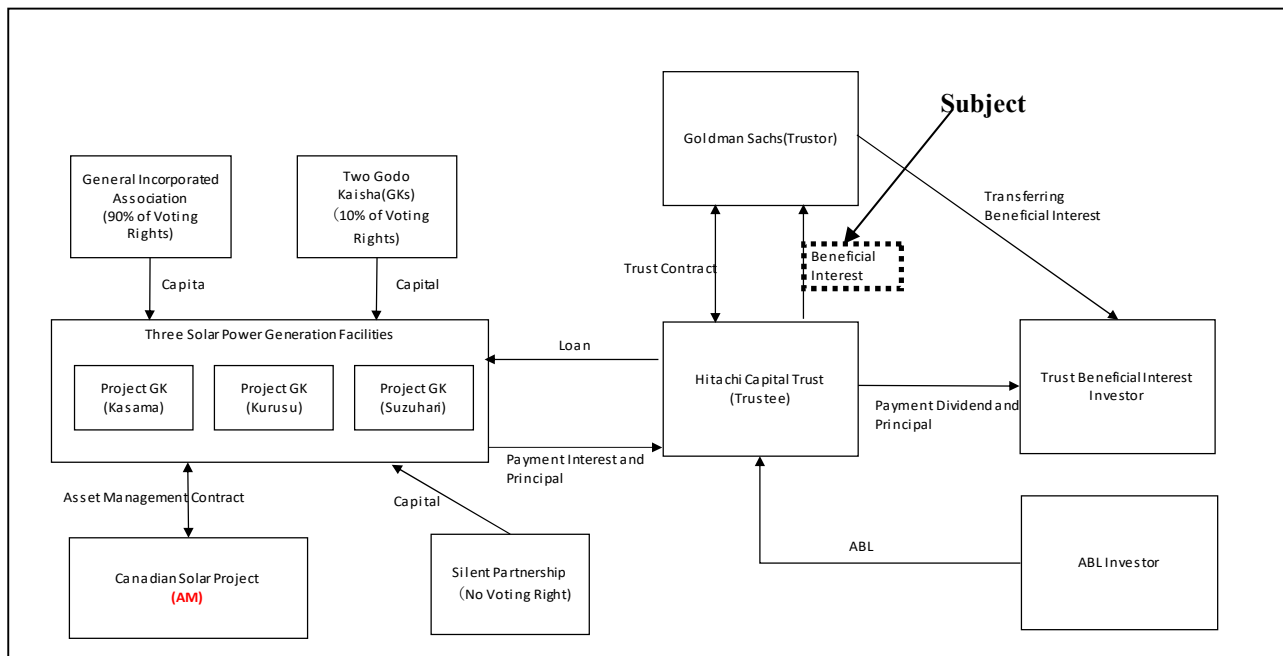 Subject
Goldman Sachs(Trustor)
General Incorporated
Association
(90% of Voting
Rights)
Two Godo
Kaisha(GKs)
（10% of Voting
Rights)
Transferring
Beneficial Interest
Trust Contract
Beneficial
Interest
Capita
Capital
Three Solar Power Generation Facilities
Project GK
(Kasama)
Project GK
(Kurusu)
Project GK
(Suzuhari)
Loan
Hitachi Capital Trust
(Trustee)
Trust Beneficial Interest
Investor
Payment Dividend and
Principal
Payment Interest and
Principal
Asset Management Contract
Capital
Canadian Solar Project
(AM)
Silent Partnership
（No Voting Right)
ABL
ABL Investor